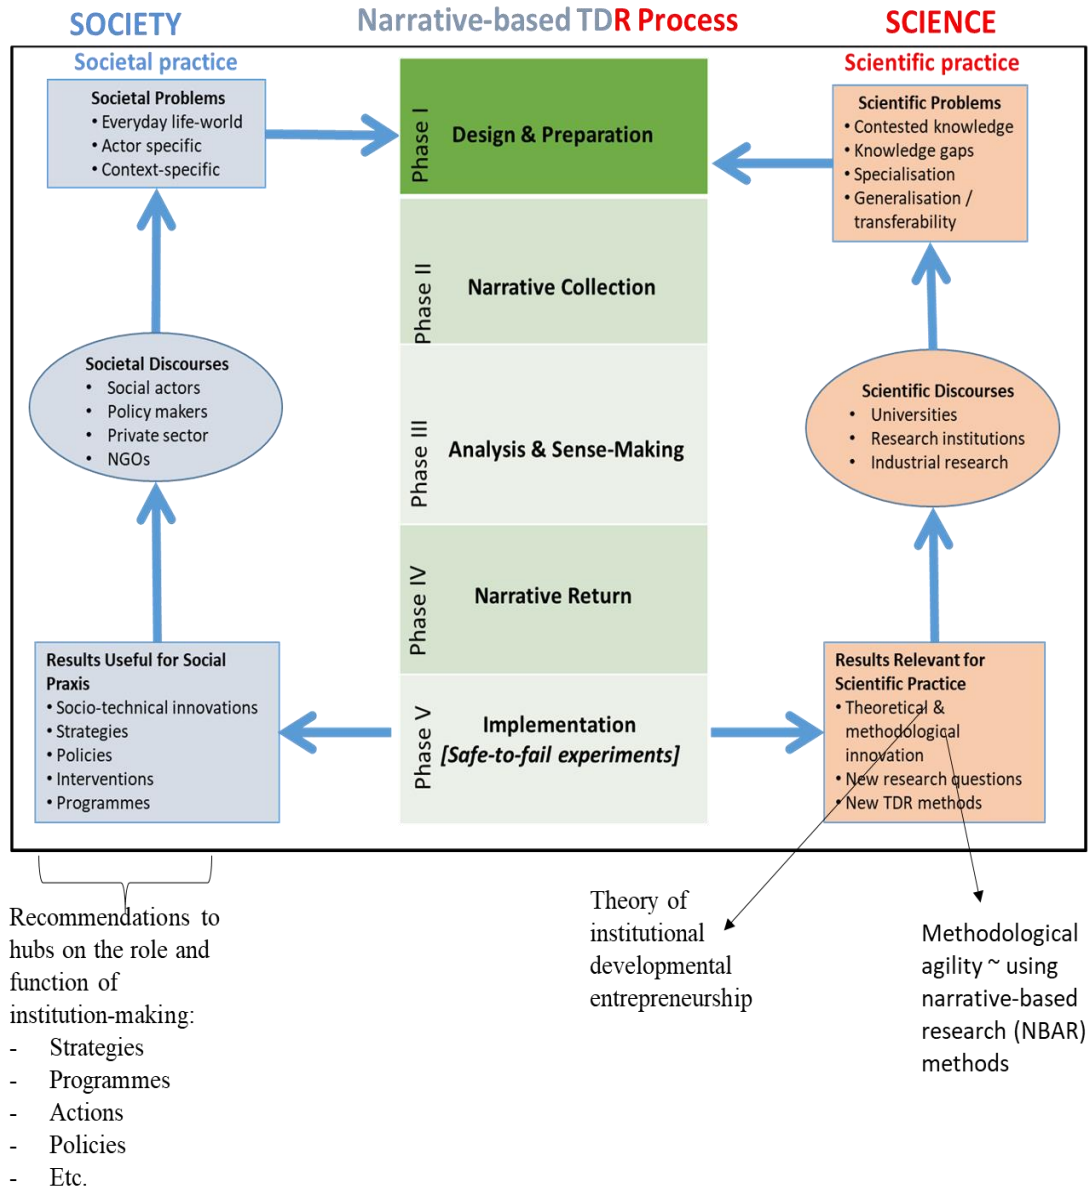 SOCIETY
Narrative-based TDR Process
SCIENCE
Societal practice
Scientific practice
Societal Problems
• Everyday life-world
• Actor specific
• Context-specific
Phase I
Design & Preparation
Scientific Problems
• Contested knowledge
• Knowledge gaps
• Specialisation
• Generalisation /
transferability
Phase II
Narrative Collection
Societal Discourses
• Social actors
• Policy makers
• Private sector
• NGOs
Phase III
Analysis & Sense-Making
Scientific Discourses
• Universities
• Research institutions
• Industrial research
Phase IV
Narrative Return
Results Useful for Social
Praxis
• Socio-technical innovations
• Strategies
• Policies
• Interventions
• Programmes
Phase V
Implementation
[Safe-to-fail experiments]
Results Relevant for
Scientific Practice
• Theoretical &
methodological
innovation
• New research questions
• New TDR methods
Recommendations to
hubs on the role and
function of
institution-making:
- Strategies
- Programmes
- Actions
- Policies
- Etc.
Theory of
institutional
developmental
entrepreneurship
Methodological
agility ~ using
narrative-based
research (NBAR)
methods